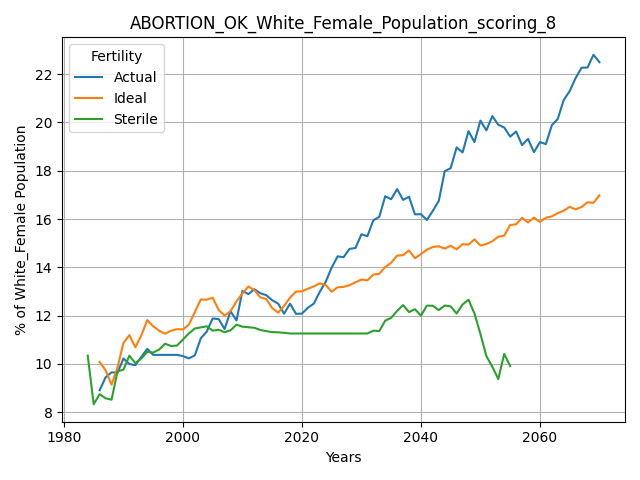 ABORTION_OK_White_Female_Population_scoring_8
% of White_Female Population
22
20
18
16
14
12
10
8
Fertility
Actual
Ideal
Sterile
1980 2000 2020 2040 2060
Years